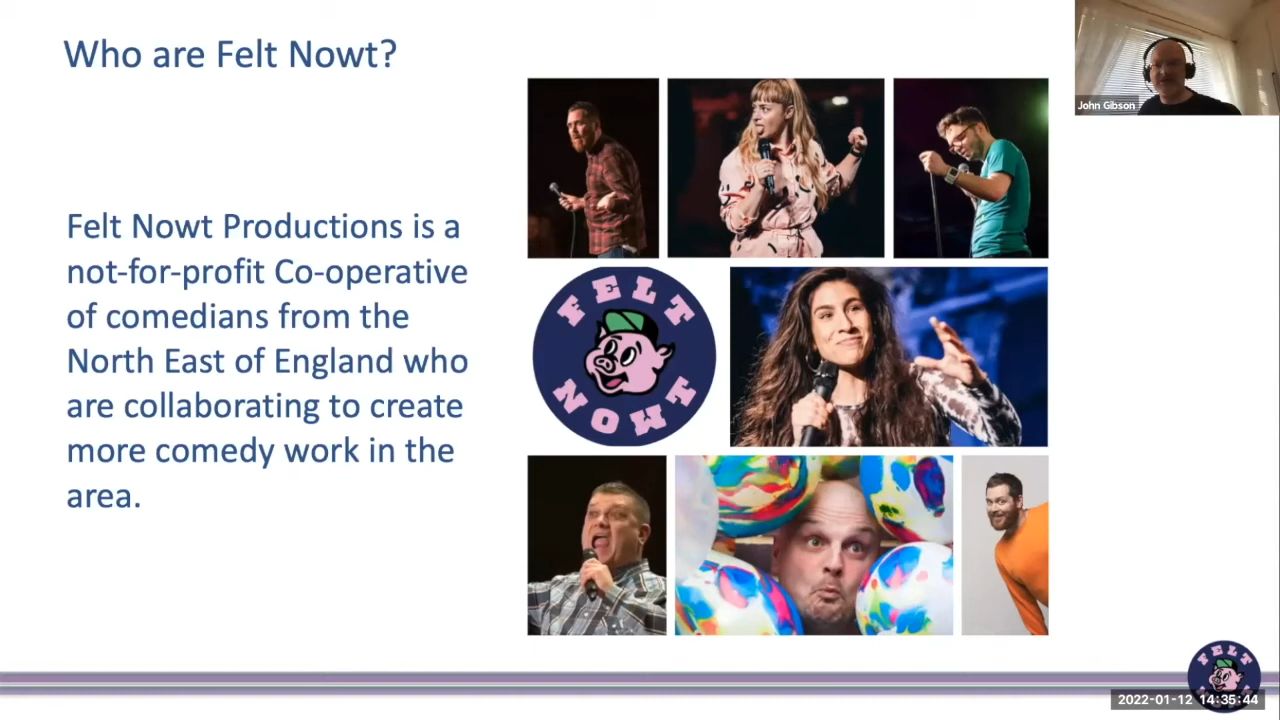 Who are Felt Nowt?
John Gibson
Felt Nowt Productions is a
not-for-profit Co-operative
of comedians from the
North East of England who
are collaborating to create
more comedy work in the
area.
FELT
NOWT
FELT
2022-01-12 14:35:44